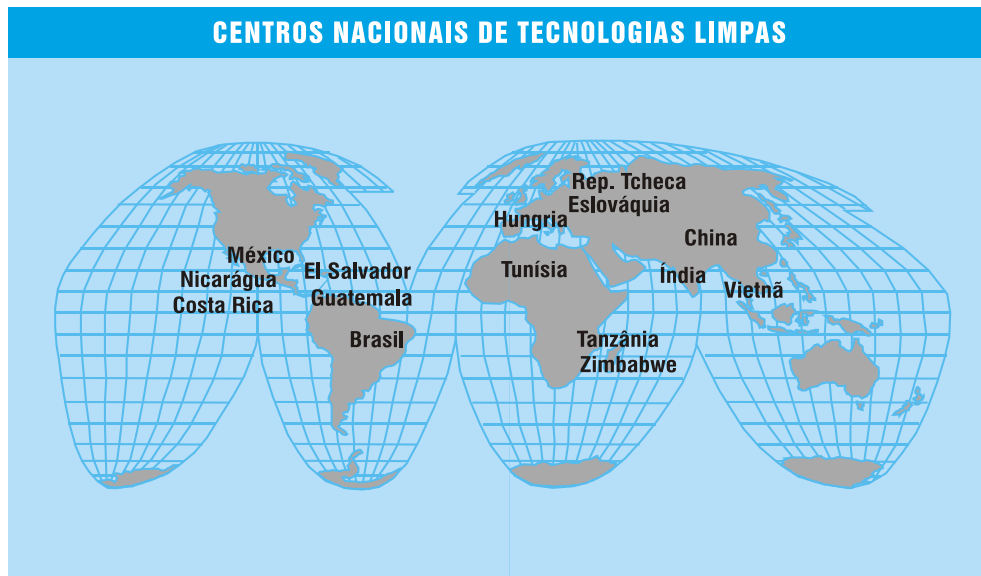 CENTROS NACIONAIS DE TECNOLOGIAS LIMPAS
Rep. Tcheca
Eslováquia
Hungria
China
México
El Salvador
Tunísia
Índia
Nicarágua
Vietnã
Guatemala
Costa Rica
Brasil
Tanzânia
Zimbabwe